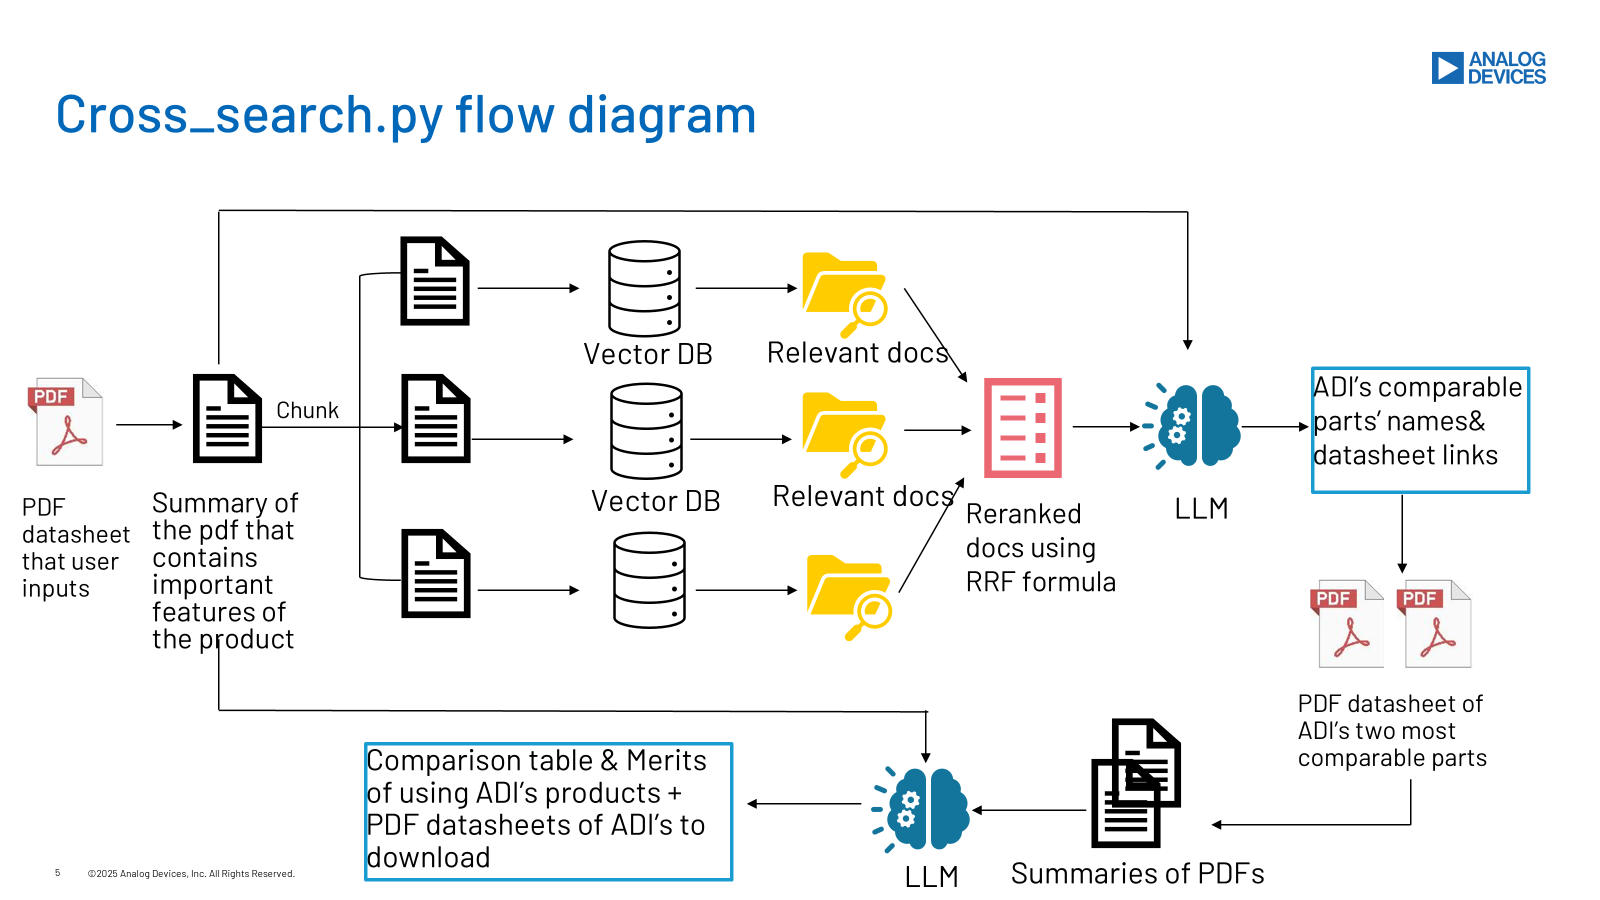 ANALOG
DEVICES
Cross_search.py flow diagram
Chunk
Vector DB
Relevant docs
PDF
PDF
datasheet
that user
inputs
Summary of
the pdf that
contains
important
features of
the product
Vector DB
Relevant docs
Reranked
docs using
RRF formula
LLM
ADI's comparable
parts' names&
datasheet links
PDF
PDF
PDF datasheet of
ADI's two most
comparable parts
Summaries of PDFs
LLM
Comparison table & Merits
of using ADI's products +
PDF datasheets of ADI's to
download
5
©2025 Analog Devices, Inc. All Rights Reserved.